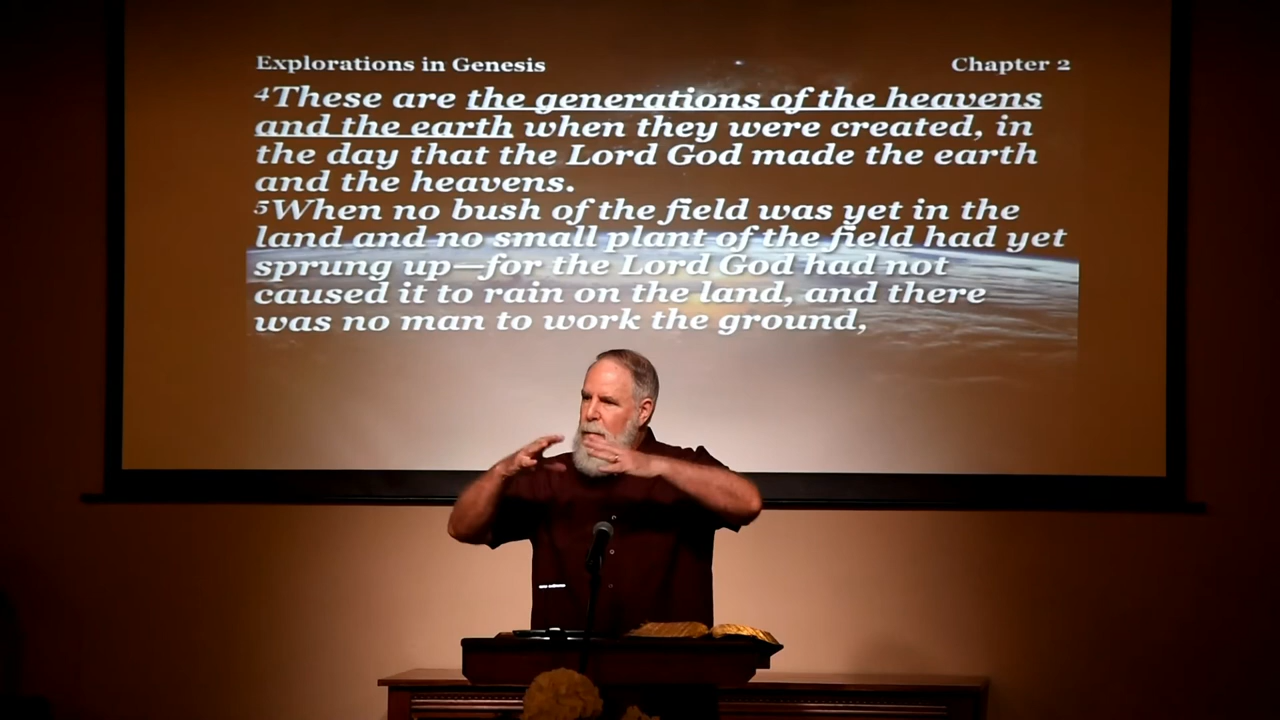 Explorations in Genesis Chapter 2
⁴These are the generations of the heavens
and the earth when they were created, in
the day that the Lord God made the earth
and the heavens.
⁵When no bush of the field was yet in the
land and no small plant of the field had yet
sprung up—for the Lord God had not
caused it to rain on the land, and there
was no man to work the ground,